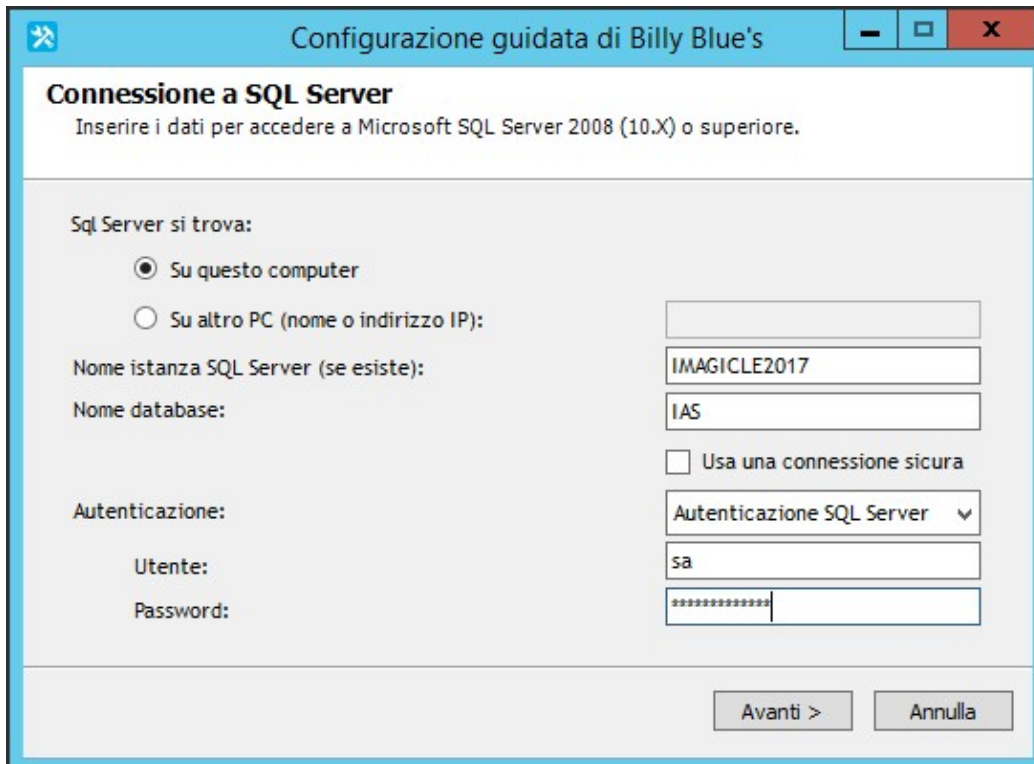 Configurazione guidata di Billy Blue's
Connessione a SQL Server
Inserire i dati per accedere a Microsoft SQL Server 2008 (10.X) o superiore.
Sql Server si trova:
Su questo computer
Su altro PC (nome o indirizzo IP):
Nome istanza SQL Server (se esiste): IMAGICLE2017
Nome database: IAS
Usa una connessione sicura
Autenticazione: Autenticazione SQL Server
Utente: sa
Password: *************
Avanti > Annulla